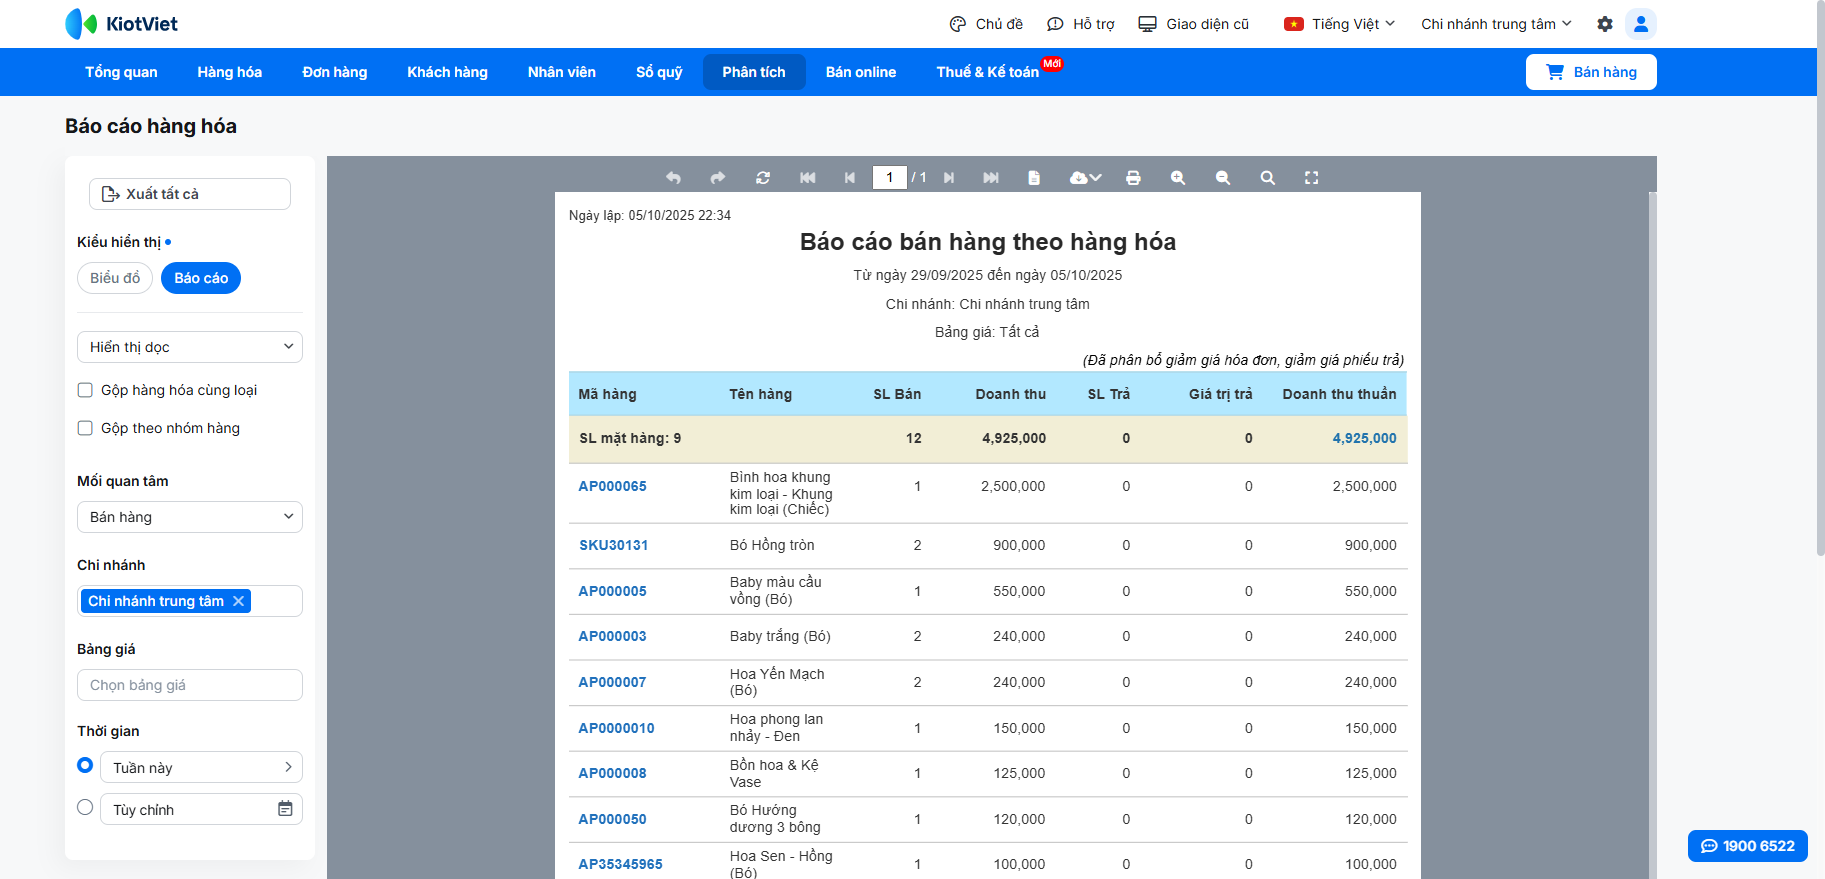 KiotViet
Chủ đề
Hỗ trợ
Giao diện cũ
Tiếng Việt
Chi nhánh trung tâm
Tổng quan
Hàng hóa
Đơn hàng
Khách hàng
Nhân viên
Sổ quỹ
Phân tích
Bán online
Thuế & Kế toán
Mới
Bán hàng
Báo cáo hàng hóa
Xuất tất cả
Kiểu hiển thị
Biểu đồ
Báo cáo
Hiển thị dọc
Gộp hàng hóa cùng loại
Gộp theo nhóm hàng
Mối quan tâm
Bán hàng
Chi nhánh
Chi nhánh trung tâm
Bảng giá
Chọn bảng giá
Thời gian
Tuần này
Tùy chỉnh
1 / 1
Ngày lập: 05/10/2025 22:34
Báo cáo bán hàng theo hàng hóa
Từ ngày 29/09/2025 đến ngày 05/10/2025
Chi nhánh: Chi nhánh trung tâm
Bảng giá: Tất cả
(Đã phân bổ giảm giá hóa đơn, giảm giá phiếu trả)
Mã hàng Tên hàng SL Bán Doanh thu SL Trả Giá trị trả Doanh thu thuần
SL mặt hàng: 9 12 4,925,000 0 0 4,925,000
AP000065 Bình hoa khung kim loại - Khung kim loại (Chiếc) 1 2,500,000 0 0 2,500,000
SKU30131 Bó Hồng tròn 2 900,000 0 0 900,000
AP000005 Baby màu cầu vồng (Bó) 1 550,000 0 0 550,000
AP000003 Baby trắng (Bó) 2 240,000 0 0 240,000
AP000007 Hoa Yến Mạch (Bó) 2 240,000 0 0 240,000
AP0000010 Hoa phong lan nhảy - Đen 1 150,000 0 0 150,000
AP000008 Bồn hoa & Kệ Vase 1 125,000 0 0 125,000
AP000050 Bó Hướng dương 3 bông 1 120,000 0 0 120,000
AP35345965 Hoa Sen - Hồng (Bó) 1 100,000 0 0 100,000
1900 6522